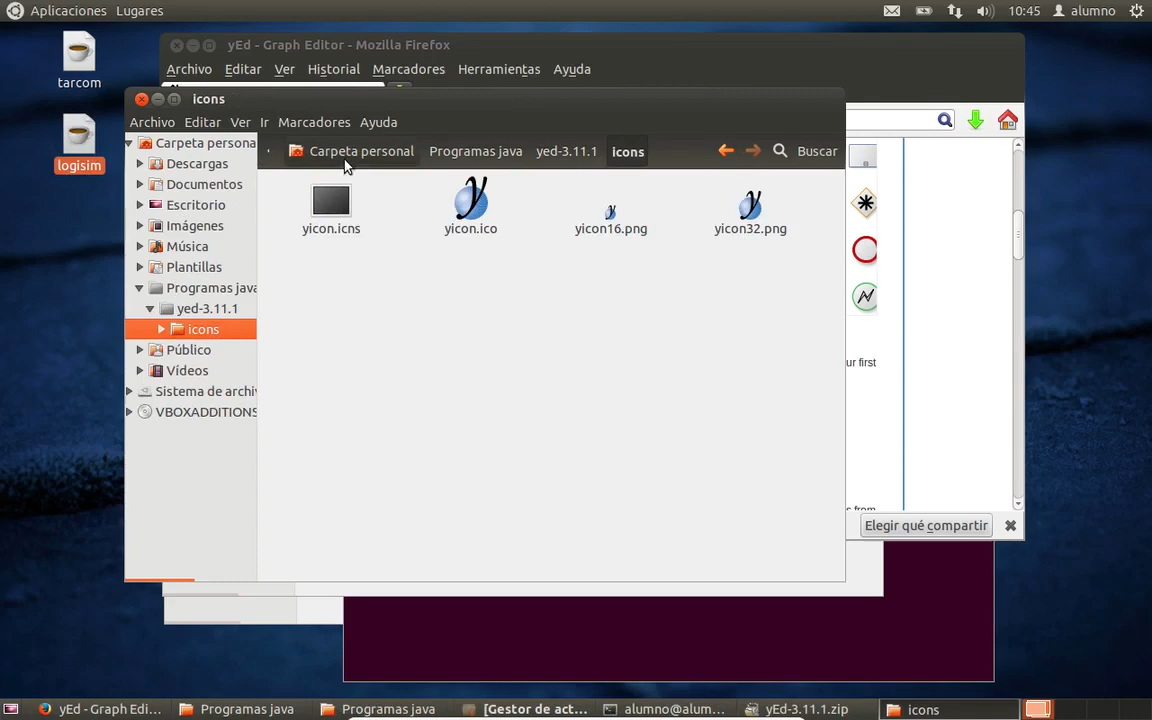 Aplicaciones Lugares 10:45 alumno
tarcom
logisim
yEd - Graph Editor - Mozilla Firefox
Archivo Editar Ver Historial Marcadores Herramientas Ayuda
icons
Archivo Editar Ver Ir Marcadores Ayuda
Carpeta persona
Descargas
Documentos
Escritorio
Imágenes
Música
Plantillas
Programas java
yed-3.11.1
icons
Público
Vídeos
Sistema de archi
VBOXADDITIONS
Carpeta personal Programas java yed-3.11.1 icons Buscar
yicon.icns yicon.ico yicon16.png yicon32.png
ur first
s from
Elegir qué compartir
yEd - Graph Edi... Programas java Programas java [Gestor de act... alumno@alum... yEd-3.11.1.zip icons